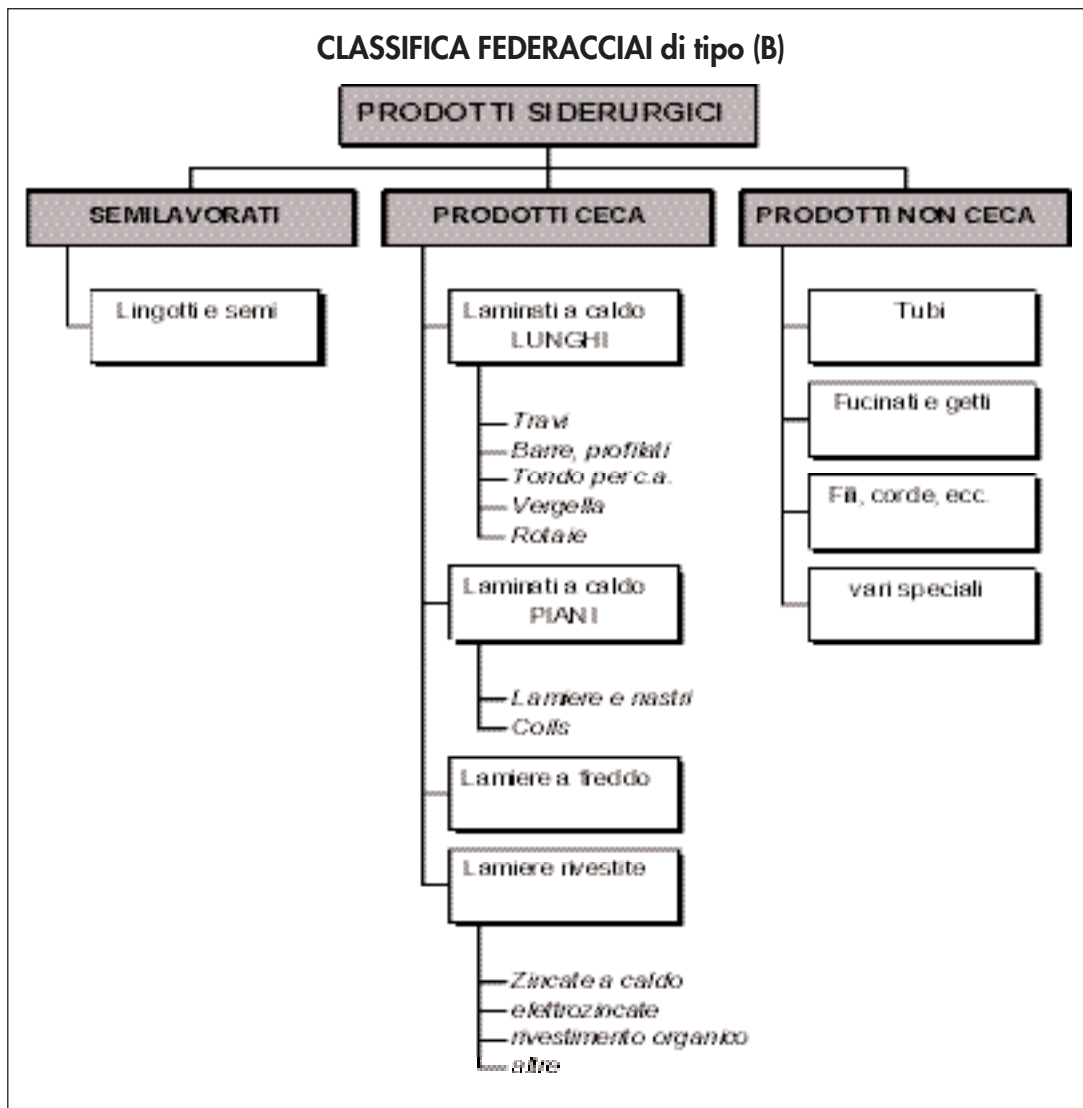 CLASSIFICA FEDERACCIAI di tipo (B)
PRODOTTI SIDERURGICI
SEMILAVORATI
Lingotti e semi
PRODOTTI CECA
Laminati a caldo
LUNGHI
Travi
Barre, profilati
Tondo per c.a.
Vergella
Rotaie
Laminati a caldo
PIANI
Lamiere e nastri
Coils
Lamiere a freddo
Lamiere rivestite
Zincate a caldo
elettrozincate
rivestimento organico
altre
PRODOTTI NON CECA
Tubi
Fucinati e getti
Fili, corde, ecc.
vari speciali